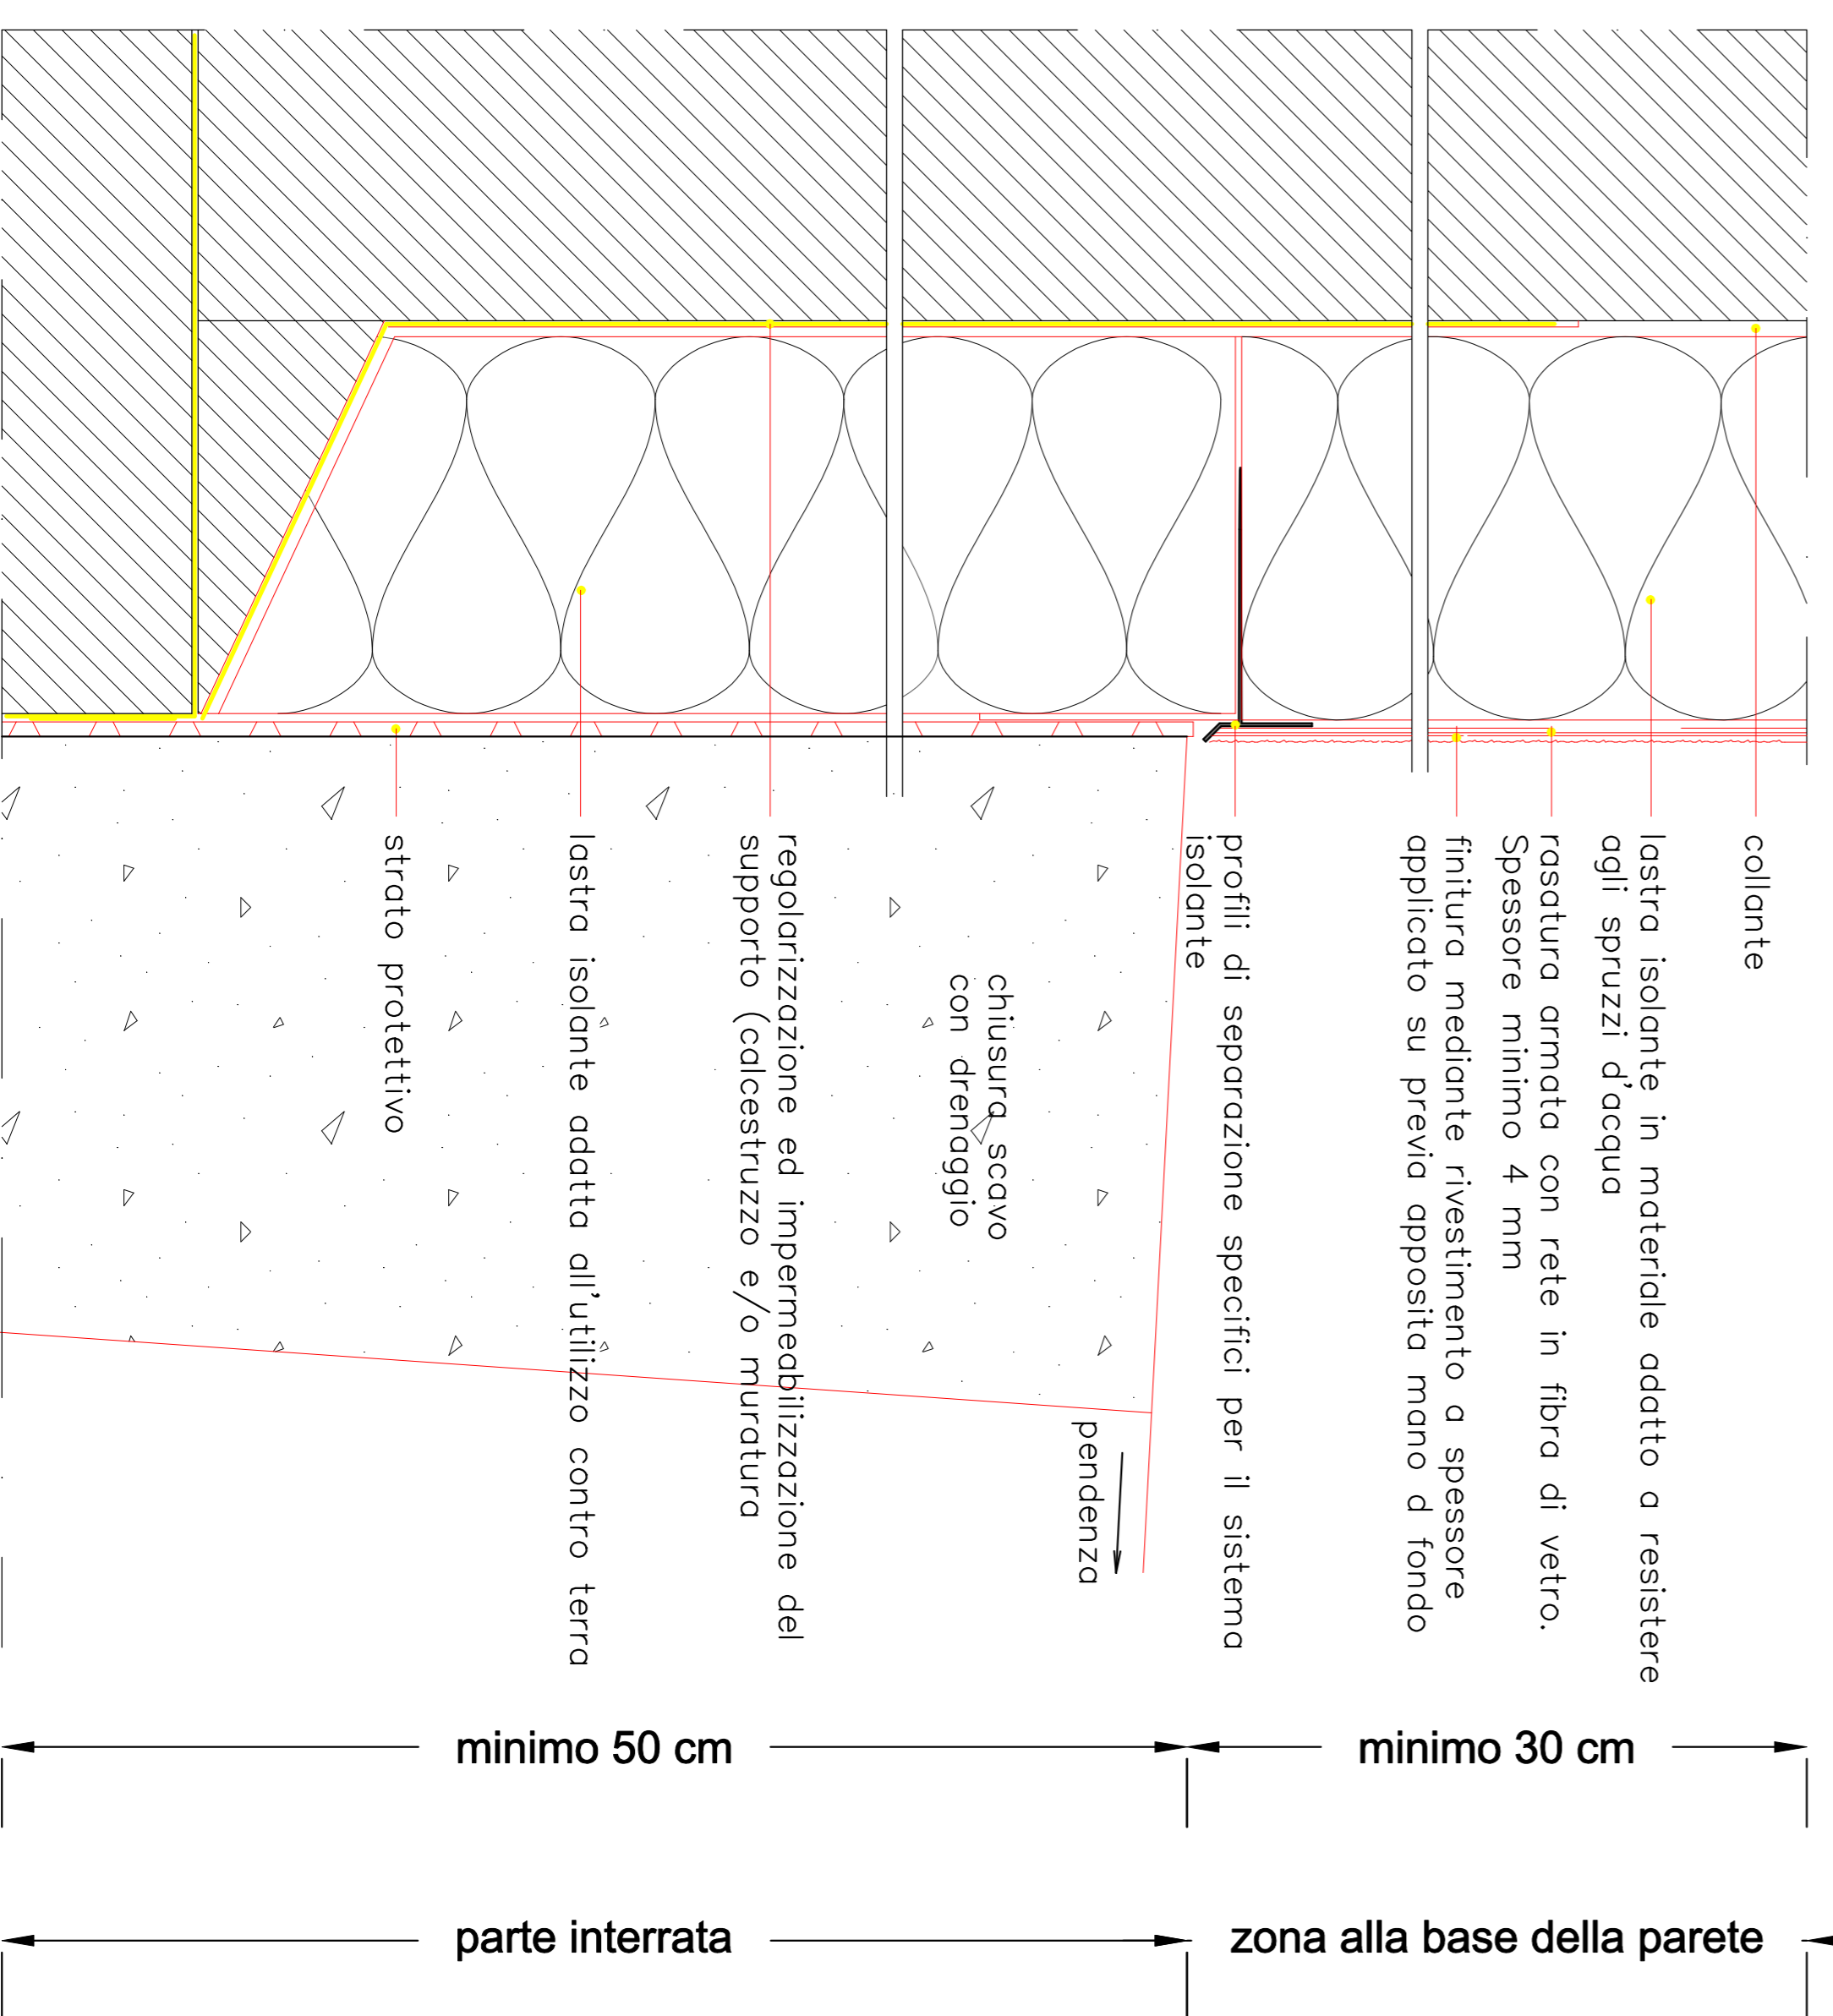 collante
lastra isolante in materiale adatto a resistere
agli spruzzi d'acqua
rasatura armata con rete in fibra di vetro.
Spessore minimo 4 mm
finitura mediante rivestimento a spessore
applicato su previa apposita mano d fondo
profili di separazione specifici per il sistema
isolante
pendenza
chiusura scavo
con drenaggio
regolarizzazione ed impermeabilizzazione del
supporto (calcestruzzo e/o muratura
lastra isolante adatta all'utilizzo contro terra
strato protettivo
minimo 50 cm
minimo 30 cm
parte interrata
zona alla base della parete